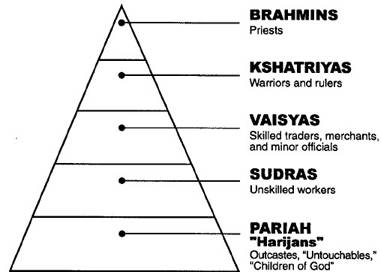 BRAHMINS
Priests
KSHATRIYAS
Warriors and rulers
VAISYAS
Skilled traders, merchants,
and minor officials
SUDRAS
Unskilled workers
PARIAH
"Harijans"
Outcastes, "Untouchables,"
"Children of God"